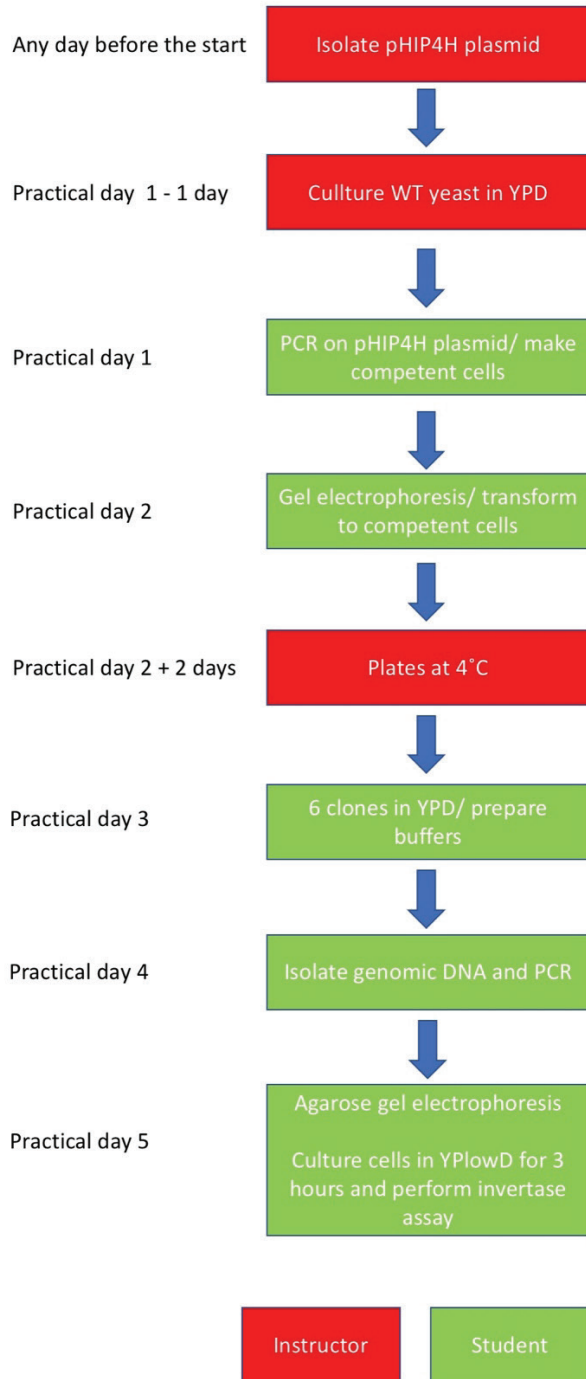 Any day before the start
Isolate pHIP4H plasmid
Practical day 1 - 1 day
Cullture WT yeast in YPD
Practical day 1
PCR on pHIP4H plasmid/ make
competent cells
Practical day 2
Gel electrophoresis/ transform
to competent cells
Practical day 2 + 2 days
Plates at 4˚C
Practical day 3
6 clones in YPD/ prepare
buffers
Practical day 4
Isolate genomic DNA and PCR
Practical day 5
Agarose gel electrophoresis
Culture cells in YPlowD for 3
hours and perform invertase
assay
Instructor
Student